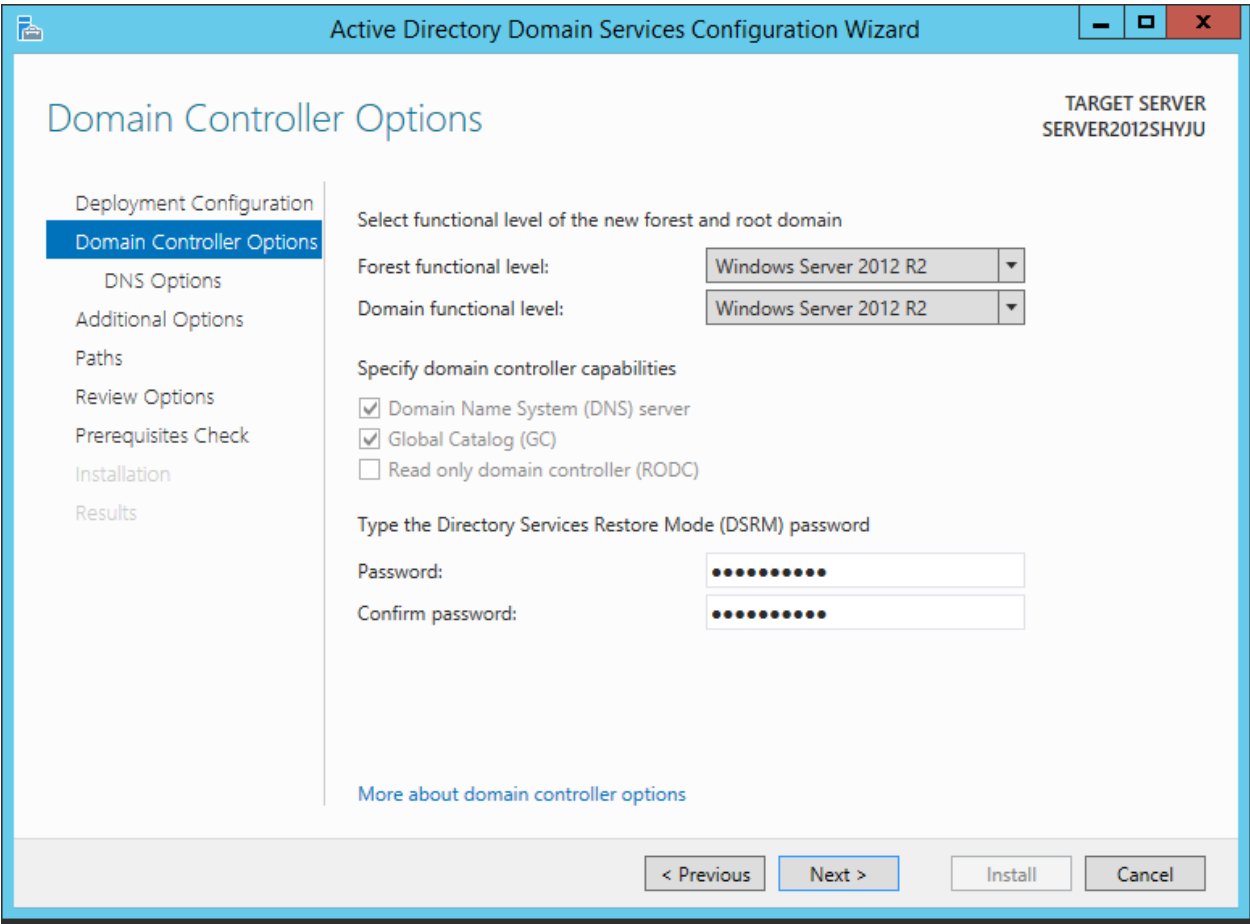 Active Directory Domain Services Configuration Wizard
Domain Controller Options
TARGET SERVER
SERVER2012SHYJU
Deployment Configuration
Domain Controller Options
DNS Options
Additional Options
Paths
Review Options
Prerequisites Check
Installation
Results
Select functional level of the new forest and root domain
Forest functional level: Windows Server 2012 R2
Domain functional level: Windows Server 2012 R2
Specify domain controller capabilities
Domain Name System (DNS) server
Global Catalog (GC)
Read only domain controller (RODC)
Type the Directory Services Restore Mode (DSRM) password
Password: ●●●●●●●●●●
Confirm password: ●●●●●●●●●●
More about domain controller options
< Previous Next > Install Cancel